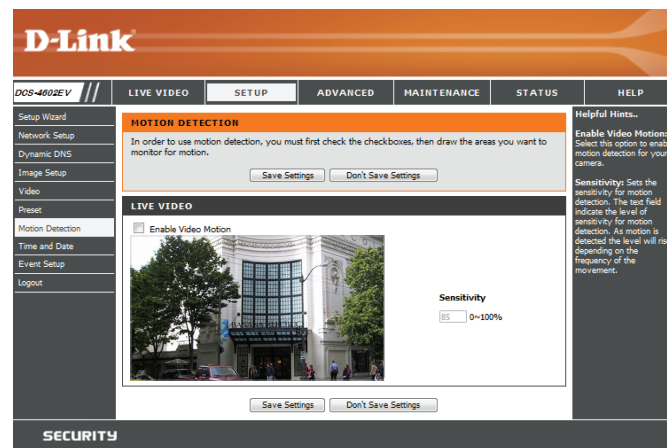 D-Link
DCS-4602EV
LIVE VIDEO
SETUP
ADVANCED
MAINTENANCE
STATUS
HELP
Setup Wizard
Network Setup
Dynamic DNS
Image Setup
Video
Preset
Motion Detection
Time and Date
Event Setup
Logout
MOTION DETECTION
In order to use motion detection, you must first check the checkboxes, then draw the areas you want to
monitor for motion.
Save Settings
Don't Save Settings
LIVE VIDEO
Enable Video Motion
Sensitivity
85
0~100%
Save Settings
Don't Save Settings
Helpful Hints..
Enable Video Motion:
Select this option to enab
motion detection for your
camera.
Sensitivity: Sets the
sensitivity for motion
detection. The text field
indicate the level of
sensitivity for motion
detection. As motion is
detected the level will rise
depending on the
frequency of the
movement.
SECURITY